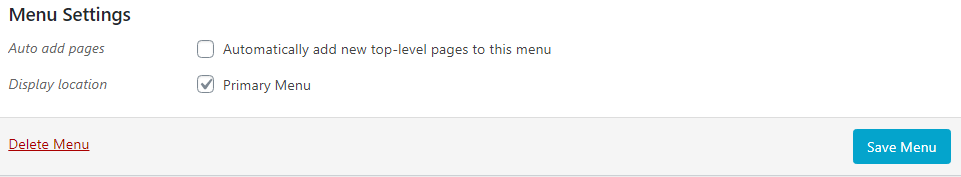 Menu Settings
Auto add pages Automatically add new top-level pages to this menu
Display location Primary Menu
Delete Menu Save Menu